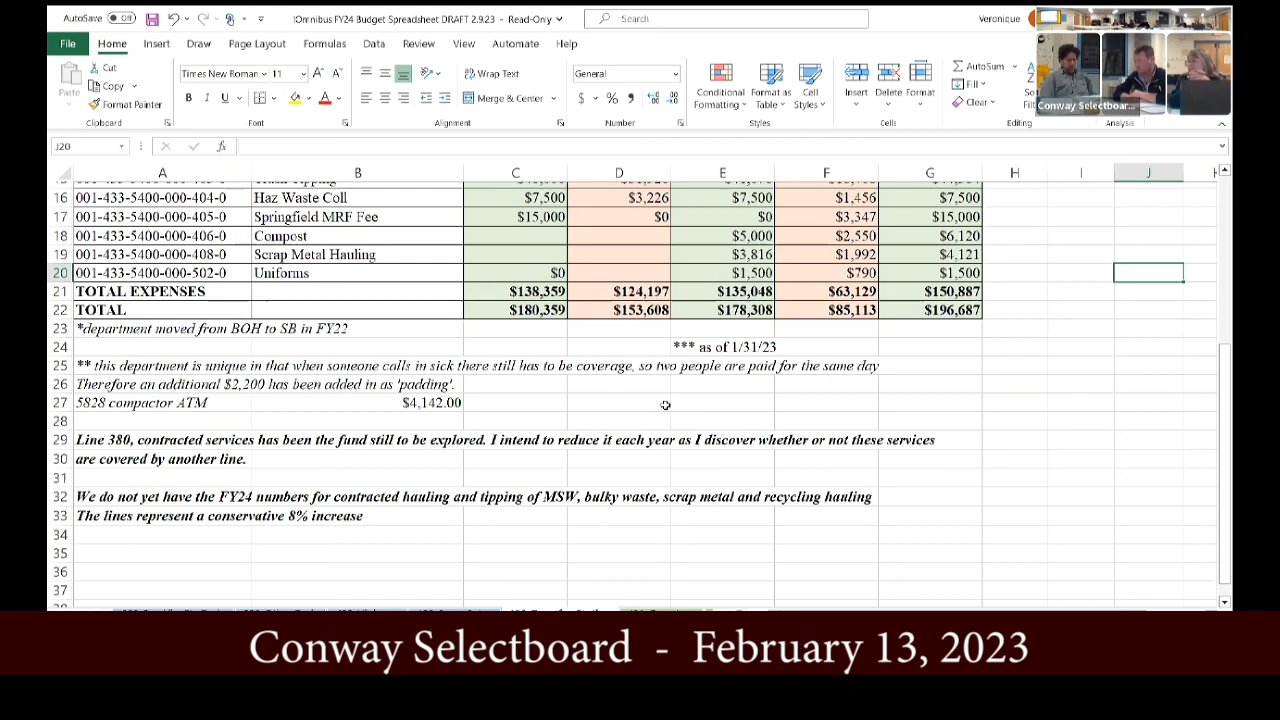 AutoSave Off !Omnibus FY24 Budget Spreadsheet DRAFT 2.9.23 - Read-Only Search Veronique
File Home Insert Draw Page Layout Formulas Data Review View Automate Help
Paste Cut Copy Format Painter
Clipboard
Times New Roman 11
B I U
Font
Wrap Text
Merge & Center
Alignment
General
$ % ,
Number
Conditional Formatting Format as Table Cell Styles
Styles
Insert Delete Format
Cells
AutoSum
Fill
Clear
Editing
Analysis
Conway Selectboar...
J20 fx
A B C D E F G H I J
16 001-433-5400-000-404-0 Haz Waste Coll $7,500 $3,226 $7,500 $1,456 $7,500
17 001-433-5400-000-405-0 Springfield MRF Fee $15,000 $0 $0 $3,347 $15,000
18 001-433-5400-000-406-0 Compost $5,000 $2,550 $6,120
19 001-433-5400-000-408-0 Scrap Metal Hauling $3,816 $1,992 $4,121
20 001-433-5400-000-502-0 Uniforms $0 $1,500 $790 $1,500
21 TOTAL EXPENSES $138,359 $124,197 $135,048 $63,129 $150,887
22 TOTAL $180,359 $153,608 $178,308 $85,113 $196,687
23 *department moved from BOH to SB in FY22
24 *** as of 1/31/23
25 ** this department is unique in that when someone calls in sick there still has to be coverage, so two people are paid for the same day
26 Therefore an additional $2,200 has been added in as 'padding'.
27 5828 compactor ATM $4,142.00
28
29 Line 380, contracted services has been the fund still to be explored. I intend to reduce it each year as I discover whether or not these services
30 are covered by another line.
31
32 We do not yet have the FY24 numbers for contracted hauling and tipping of MSW, bulky waste, scrap metal and recycling hauling
33 The lines represent a conservative 8% increase
34
35
36
37
Conway Selectboard - February 13, 2023